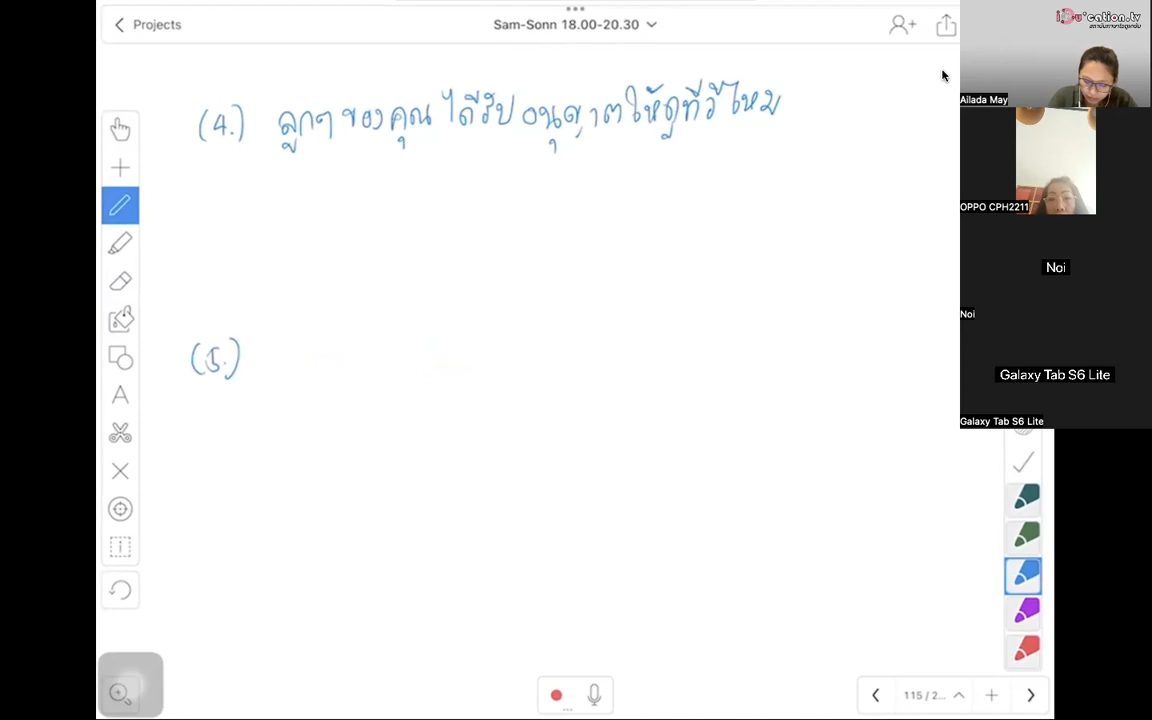 Projects
Sam-Sonn 18.00-20.30
(4.) ลูกๆ ของคุณ ได้รับ อนุญาต ให้ดูทีวีไหม
(5.)
Ailada May
OPPO CPH2211
Noi
Noi
Galaxy Tab S6 Lite
Galaxy Tab S6 Lite
115 / 2...